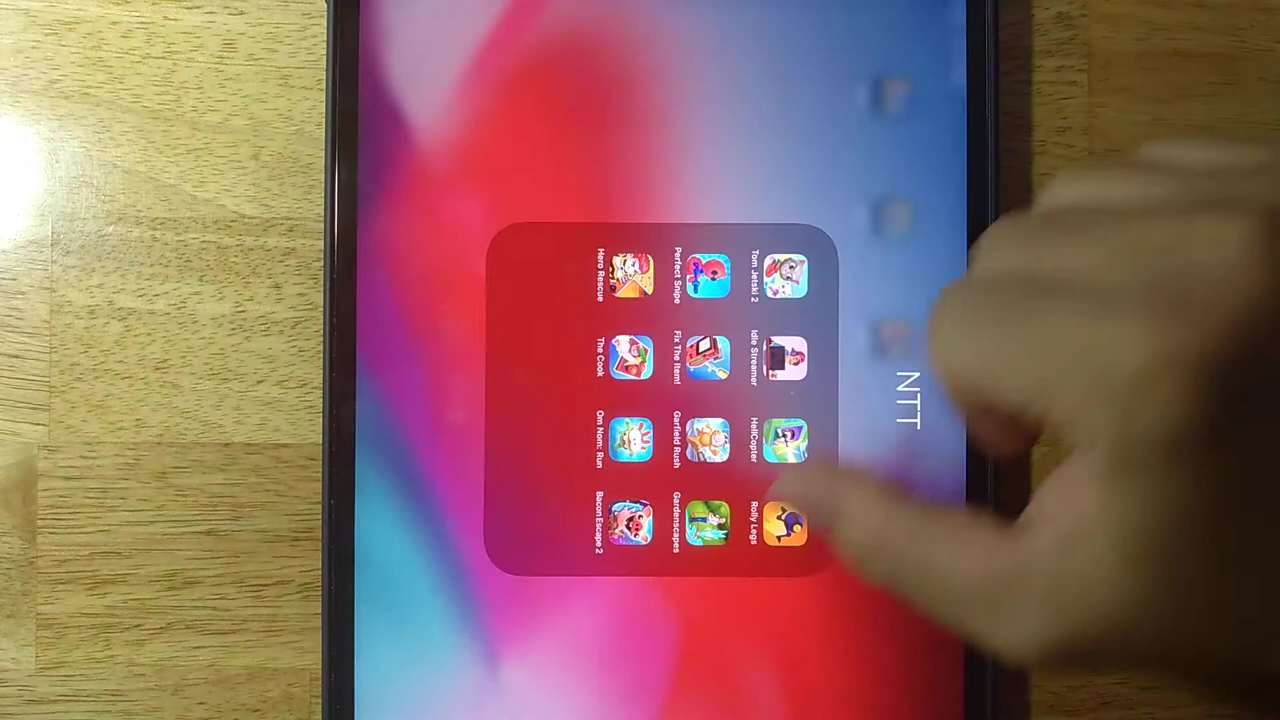 NTT
Tom Jetski 2
Idle Streamer
HellCopter
Rolly Legs
Perfect Snipe
Fix The Item!
Garfield Rush
Gardenscapes
Hero Rescue
The Cook
Om Nom: Run
Bacon Escape 2